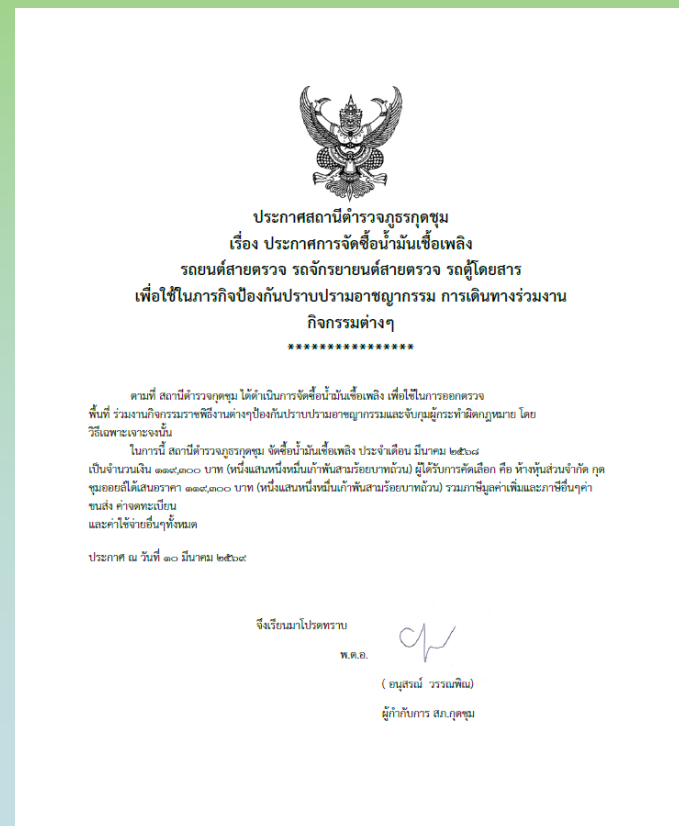 ประกาศสถานีตำรวจภูธรกุดชุม
เรื่อง ประกาศการจัดซื้อน้ำมันเชื้อเพลิง
รถยนต์สายตรวจ รถจักรยายนต์สายตรวจ รถตู้โดยสาร
เพื่อใช้ในภารกิจป้องกันปราบปรามอาชญากรรม การเดินทางร่วมงาน
กิจกรรมต่างๆ
****************
ตามที่ สถานีตำรวจกุดชุม ได้ดำเนินการจัดซื้อน้ำมันเชื้อเพลิง เพื่อใช้ในการออกตรวจ
พื้นที่ ร่วมงานกิจกรรมราชพิธีงานต่างๆป้องกันปราบปรามอาชญากรรมและจับกุมผู้กระทำผิดกฎหมาย โดย
วิธีเฉพาะเจาะจงนั้น
ในการนี้ สถานีตำรวจภูธรกุดชุม จัดซื้อน้ำมันเชื้อเพลิง ประจำเดือน มีนาคม ๒๕๖๘
เป็นจำนวนเงิน ๑๑๙,๓๐๐ บาท (หนึ่งแสนหนึ่งหมื่นเก้าพันสามร้อยบาทถ้วน) ผู้ได้รับการคัดเลือก คือ ห้างหุ้นส่วนจำกัด กุด
ชุมออยล์ได้เสนอราคา ๑๑๙,๓๐๐ บาท (หนึ่งแสนหนึ่งหมื่นเก้าพันสามร้อยบาทถ้วน) รวมภาษีมูลค่าเพิ่มและภาษีอื่นๆค่า
ขนส่ง ค่าจดทะเบียน
และค่าใช้จ่ายอื่นๆทั้งหมด
ประกาศ ณ วันที่ ๑๐ มีนาคม ๒๕๖๙
จึงเรียนมาโปรดทราบ
พ.ต.อ.
( อนุสรณ์ วรรณพิณ)
ผู้กำกับการ สภ.กุดชุม